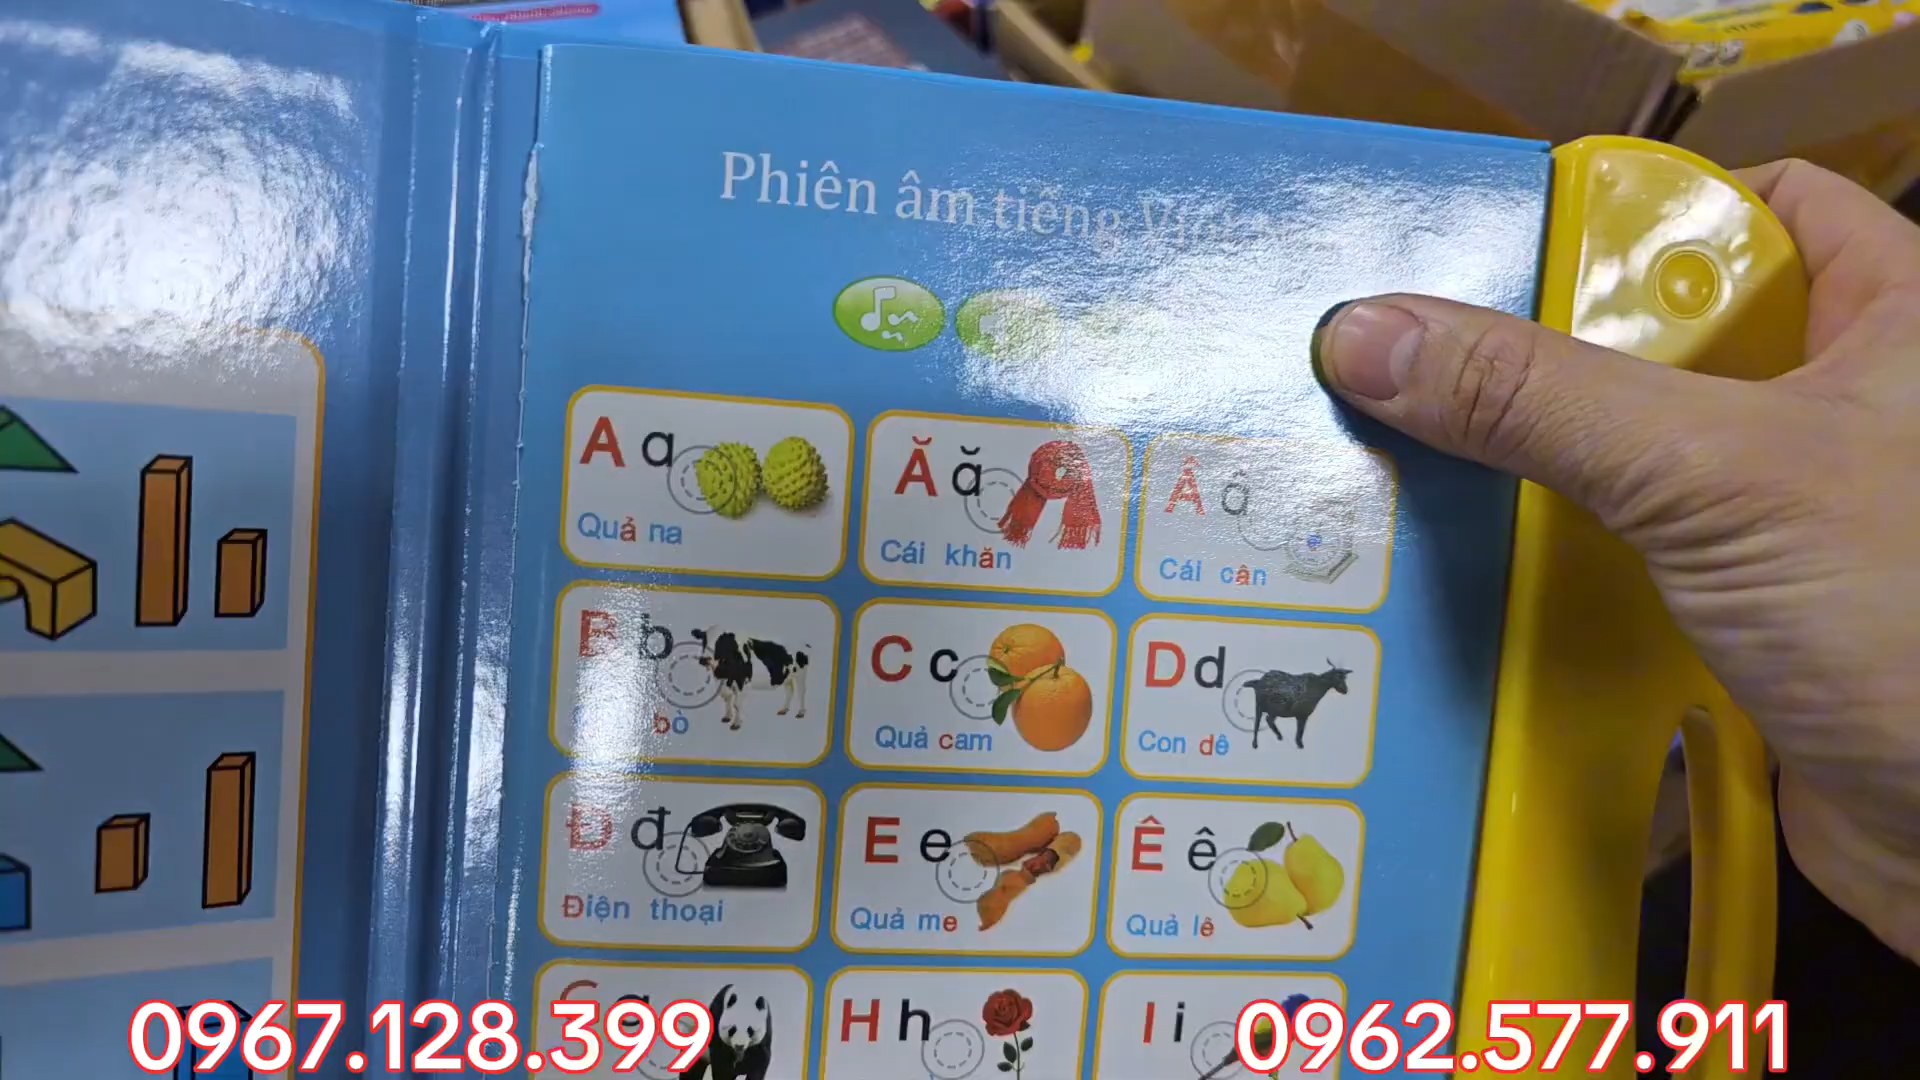 Phiên âm tiếng
A a
Quả na
Ă ă
Cái khăn
Â â
Cái cân
B b
bò
C c
Quả cam
D d
Con dê
Đ đ
Điện thoại
E e
Quả me
Ê ê
Quả lê
G g
H h
I i
0967.128.399
0962.577.911